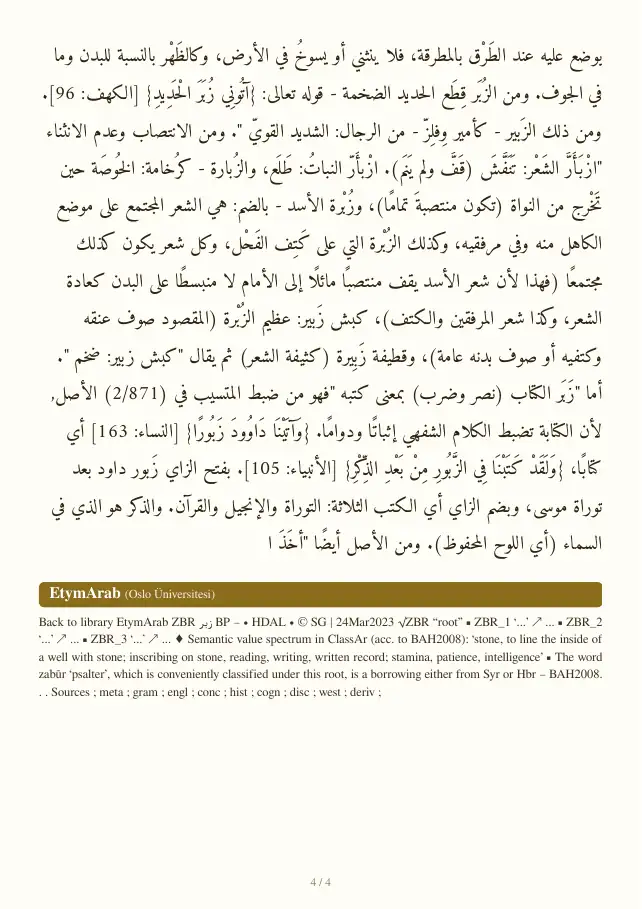 يوضع عليه عند الطَرْق بالمطرقة، فلا ينثني أو يسوخُ في الأرض، وكالظَهْر بالنسبة للبدن وما
في الجوف. ومن الزُبَر قِطَع الحديد الضخمة - قوله تعالى: {آتُونِي زُبَرَ الْحَدِيدِ} [الكهف: 96].
ومن ذلك الزَبِير - كأمير وفِلِزّ - من الرجال: الشديد القويّ ". ومن الانتصاب وعدم الانثناء
"ازْبَأَرَّ الشَعْر: تَنَفَّشَ (قَفَّ ولم يَنَم). ازْبأَرّ النباتُ: طَلَع، والزُبارة - كرُخامة: الخُوصَة حين
تَخْرج من النواة (تكون منتصبةَ تمامًا)، وزُبْرة الأسد - بالضم: هي الشعر المجتمع على موضع
الكاهل منه وفي مرفقيه، وكذلك الزُبْرة التي على كَتِف الفَحْل، وكل شعر يكون كذلك
مجتمعًا (فهذا لأن شعر الأسد يقف منتصبًا مائلًا إلى الأمام لا منبسطًا على البدن كعادة
الشعر، وكذا شعر المرفقين والكتف)، كبش زَبِير: عظيم الزُبْرة (المقصود صوف عنقه
وكتفيه أو صوف بدنه عامة)، وقطيفة زَبِيرة (كثيفة الشعر) ثم يقال "كبش زبير: ضخم ".
أما "زَبَر الكتاب (نصر وضرب) بمعنى كتبه "فهو من ضبط المتسيب في (2/871) الأصل,
لأن الكتابة تضبط الكلام الشفهي إثباتًا ودوامًا. {وَآتَيْنَا دَاوُودَ زَبُورًا} [النساء: 163] أي
كتابًا، {وَلَقَدْ كَتَبْنَا فِي الزَّبُورِ مِنْ بَعْدِ الذِّكْرِ} [الأنبياء: 105]. بفتح الزاي زَبور داود بعد
توراة موسى، وبَضم الزاي أي الكتب الثلاثة: التوراة والإنجيل والقرآن. والذكر هو الذي في
السماء (أي اللوح المحفوظ). ومن الأصل أيضًا "أخَذَ ا
EtymArab (Oslo Üniversitesi)
Back to library EtymArab ZBR زبر BP – • HDAL • © SG | 24Mar2023 √ZBR “root” ▪ ZBR_1 ‘...’ ↗ ... ▪ ZBR_2
‘...’ ↗ ... ▪ ZBR_3 ‘...’ ↗ ... ♦ Semantic value spectrum in ClassAr (acc. to BAH2008): ‘stone, to line the inside of
a well with stone; inscribing on stone, reading, writing, written record; stamina, patience, intelligence’ ▪ The word
zabūr ‘psalter’, which is conveniently classified under this root, is a borrowing either from Syr or Hbr – BAH2008.
. . Sources ; meta ; gram ; engl ; conc ; hist ; cogn ; disc ; west ; deriv ;
4 / 4